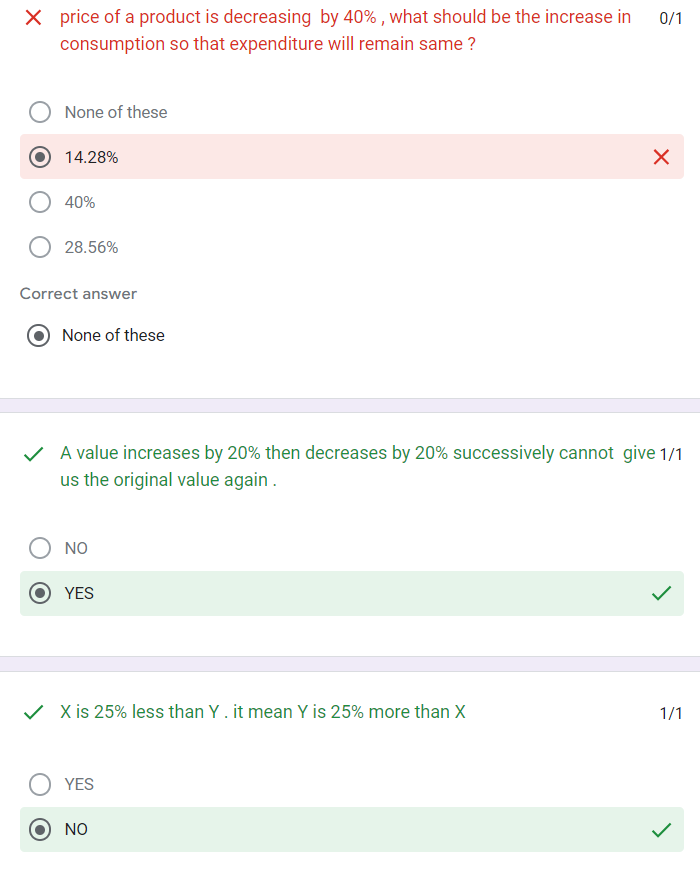 price of a product is decreasing  by 40% , what should be the increase in 0/1
consumption so that expenditure will remain same ?
None of these
14.28%
40%
28.56%
Correct answer
None of these
A value increases by 20% then decreases by 20% successively cannot  give 1/1
us the original value again .
NO
YES
X is 25% less than Y . it mean Y is 25% more than X 1/1
YES
NO